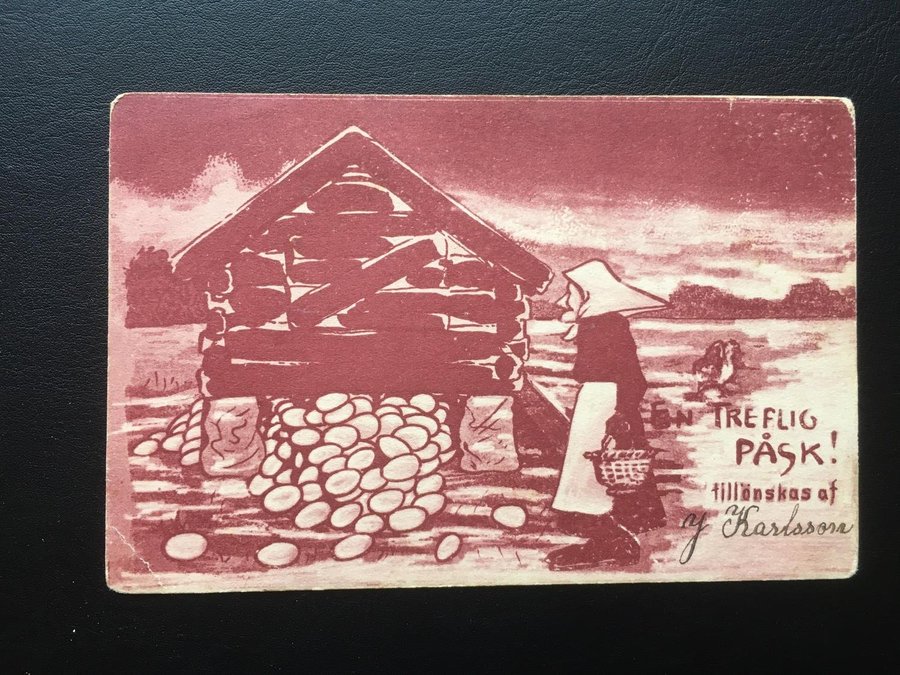 EN TREFLIG
PÅSK!
tillönskas af
J Karlsson